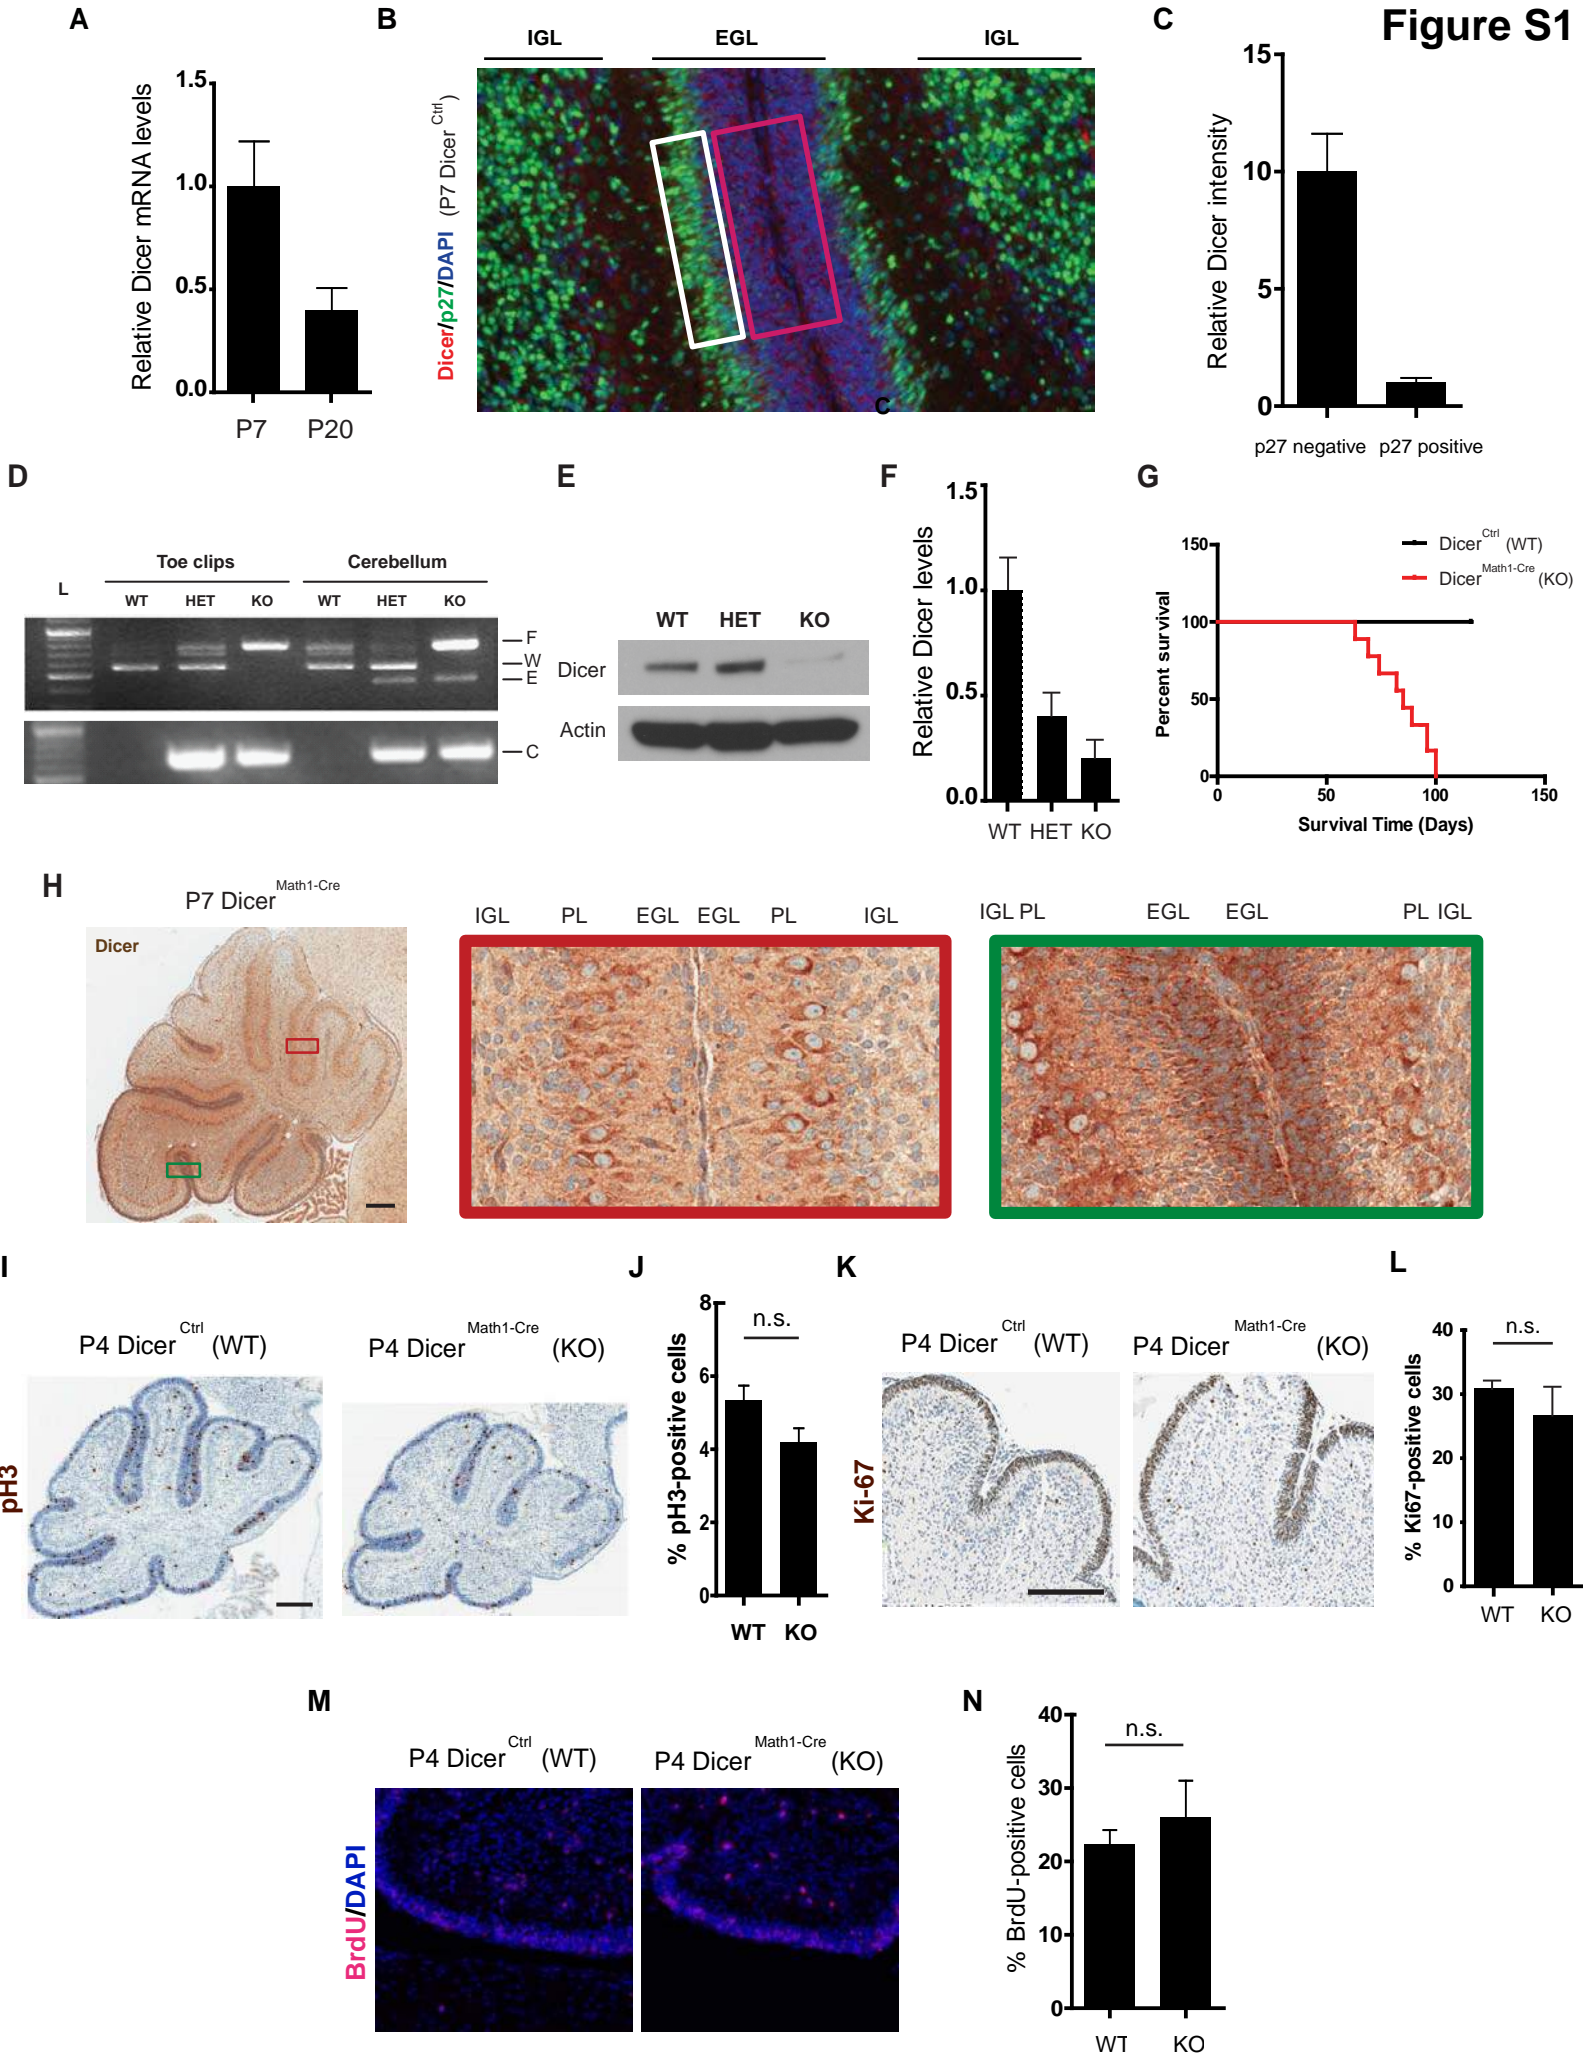 Figure S1
A
1.5
1.0
0.5
0.0
Relative Dicer mRNA levels
P7 P20
B
IGL EGL IGL
Dicer/p27/DAPI (P7 Dicer Ctrl)
C
C
15
10
5
0
Relative Dicer intensity
p27 negative p27 positive
D
Toe clips Cerebellum
L WT HET KO WT HET KO
F
W
E
C
E
WT HET KO
Dicer
Actin
F
1.5
1.0
0.5
0.0
Relative Dicer levels
WT HET KO
G
Dicer Ctrl (WT)
Dicer Math1-Cre (KO)
150
100
50
0
Percent survival
0 50 100 150
Survival Time (Days)
H
P7 Dicer Math1-Cre
Dicer
IGL PL EGL EGL PL IGL
IGL PL EGL EGL PL IGL
I
P4 Dicer Ctrl (WT)
P4 Dicer Math1-Cre (KO)
pH3
J
8
6
4
2
0
% pH3-positive cells
n.s.
WT KO
K
P4 Dicer Ctrl (WT)
P4 Dicer Math1-Cre (KO)
Ki-67
L
40
30
20
10
0
% Ki67-positive cells
n.s.
WT KO
M
P4 Dicer Ctrl (WT)
P4 Dicer Math1-Cre (KO)
BrdU/DAPI
N
40
30
20
10
0
% BrdU-positive cells
n.s.
WT KO